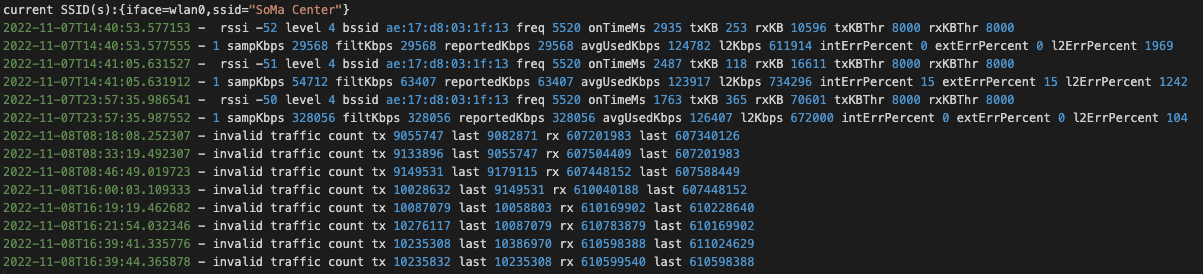 current SSID(s):{iface=wlan0,ssid="SoMa Center"}
2022-11-07T14:40:53.577153 -  rssi -52 level 4 bssid ae:17:d8:03:1f:13 freq 5520 onTimeMs 2935 txKB 253 rxKB 10596 txKBThr 8000 rxKBThr 8000
2022-11-07T14:40:53.577555 - 1 sampKbps 29568 filtKbps 29568 reportedKbps 29568 avgUsedKbps 124782 l2Kbps 611914 intErrPercent 0 extErrPercent 0 l2ErrPercent 1969
2022-11-07T14:41:05.631527 -  rssi -51 level 4 bssid ae:17:d8:03:1f:13 freq 5520 onTimeMs 2487 txKB 118 rxKB 16611 txKBThr 8000 rxKBThr 8000
2022-11-07T14:41:05.631912 - 1 sampKbps 54712 filtKbps 63407 reportedKbps 63407 avgUsedKbps 123917 l2Kbps 734296 intErrPercent 15 extErrPercent 15 l2ErrPercent 1242
2022-11-07T23:57:35.986541 -  rssi -50 level 4 bssid ae:17:d8:03:1f:13 freq 5520 onTimeMs 1763 txKB 365 rxKB 70601 txKBThr 8000 rxKBThr 8000
2022-11-07T23:57:35.987552 - 1 sampKbps 328056 filtKbps 328056 reportedKbps 328056 avgUsedKbps 126407 l2Kbps 672000 intErrPercent 0 extErrPercent 0 l2ErrPercent 104
2022-11-08T08:18:08.252307 - invalid traffic count tx 9055747 last 9082871 rx 607201983 last 607340126
2022-11-08T08:33:19.492307 - invalid traffic count tx 9133896 last 9055747 rx 607504409 last 607201983
2022-11-08T08:46:49.019723 - invalid traffic count tx 9149531 last 9179115 rx 607448152 last 607588449
2022-11-08T16:00:03.109333 - invalid traffic count tx 10028632 last 9149531 rx 610040188 last 607448152
2022-11-08T16:19:19.462682 - invalid traffic count tx 10087079 last 10058803 rx 610169902 last 610228640
2022-11-08T16:21:54.032346 - invalid traffic count tx 10276117 last 10087079 rx 610783879 last 610169902
2022-11-08T16:39:41.335776 - invalid traffic count tx 10235308 last 10386970 rx 610598388 last 611024629
2022-11-08T16:39:44.365878 - invalid traffic count tx 10235832 last 10235308 rx 610599540 last 610598388